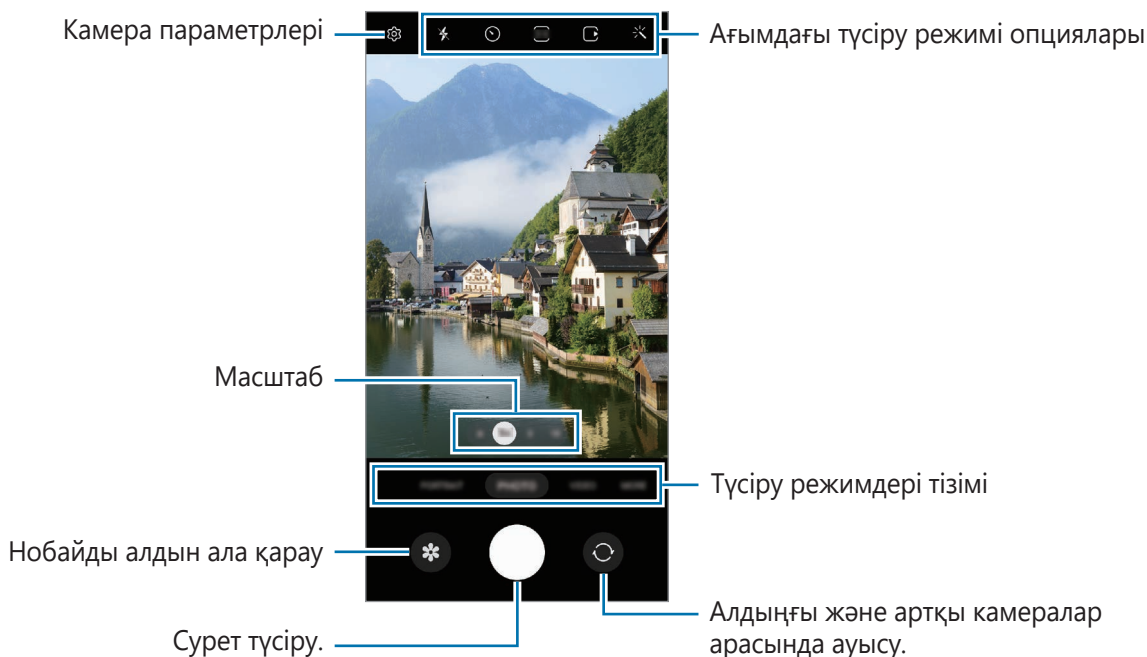 Камера параметрлері
Ағымдағы түсіру режимі опциялары
Масштаб
Түсіру режимдері тізімі
Нобайды алдын ала қарау
Сурет түсіру.
Алдыңғы және артқы камералар
арасында ауысу.